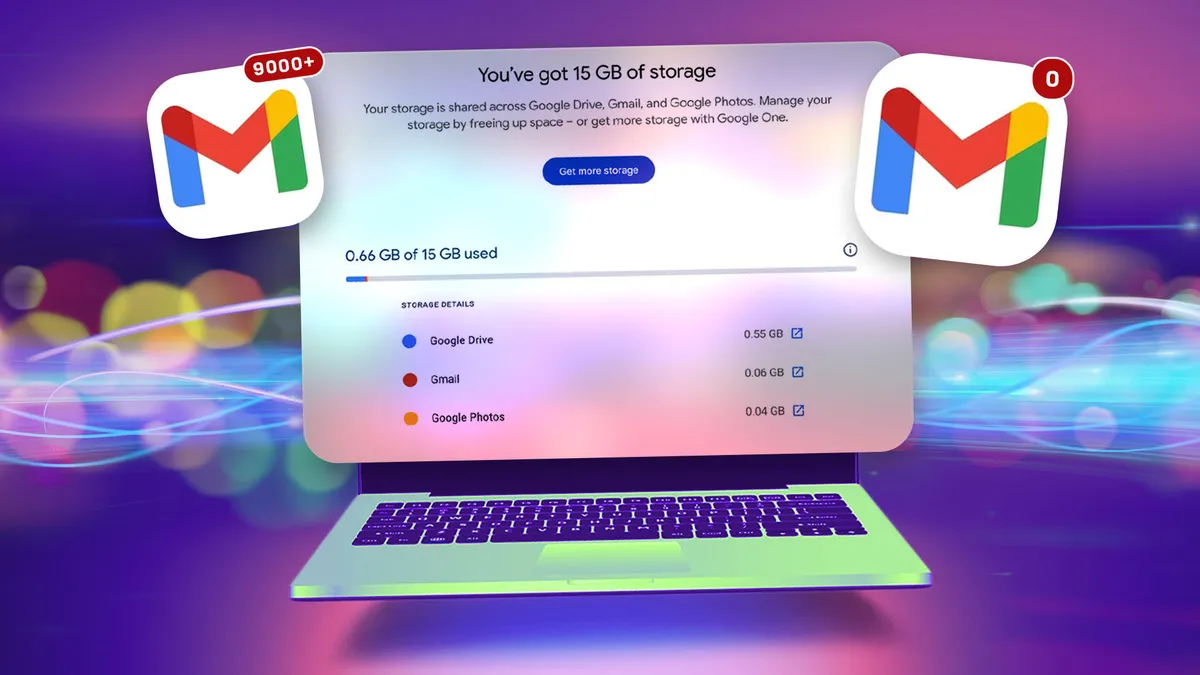 9000+
0
You've got 15 GB of storage
Your storage is shared across Google Drive, Gmail, and Google Photos. Manage your
storage by freeing up space – or get more storage with Google One.
Get more storage
0.66 GB of 15 GB used
STORAGE DETAILS
Google Drive
0.55 GB
Gmail
0.06 GB
Google Photos
0.04 GB